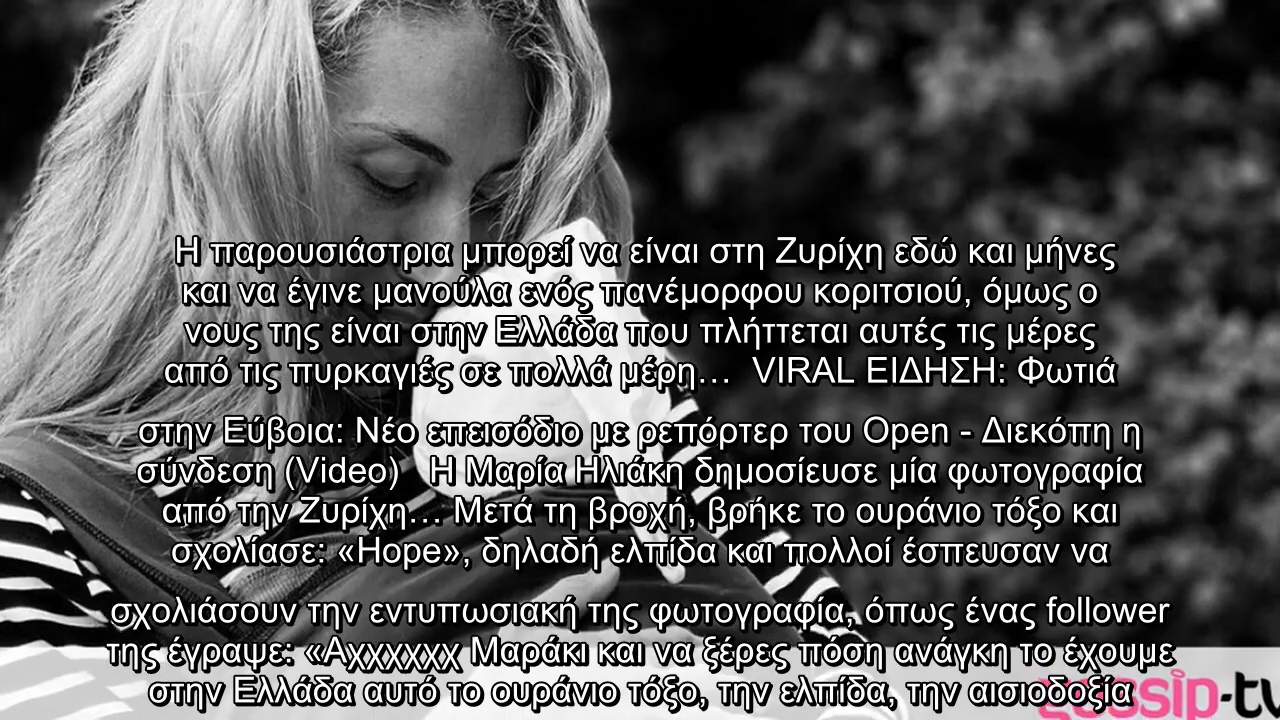 Η παρουσιάστρια μπορεί να είναι στη Ζυρίχη εδώ και μήνες
και να έγινε μανούλα ενός πανέμορφου κοριτσιού, όμως ο
νους της είναι στην Ελλάδα που πλήττεται αυτές τις μέρες
από τις πυρκαγιές σε πολλά μέρη… VIRAL ΕΙΔΗΣΗ: Φωτιά
στην Εύβοια: Νέο επεισόδιο με ρεπόρτερ του Open - Διεκόπη η
σύνδεση (Video) Η Μαρία Ηλιάκη δημοσίευσε μία φωτογραφία
από την Ζυρίχη… Μετά τη βροχή, βρήκε το ουράνιο τόξο και
σχολίασε: «Hope», δηλαδή ελπίδα και πολλοί έσπευσαν να
σχολιάσουν την εντυπωσιακή της φωτογραφία, όπως ένας follower
της έγραψε: «Αχχχχχχ Μαράκι και να ξέρες πόση ανάγκη το έχουμε
στην Ελλάδα αυτό το ουράνιο τόξο, την ελπίδα, την αισιοδοξία
gossip-tv